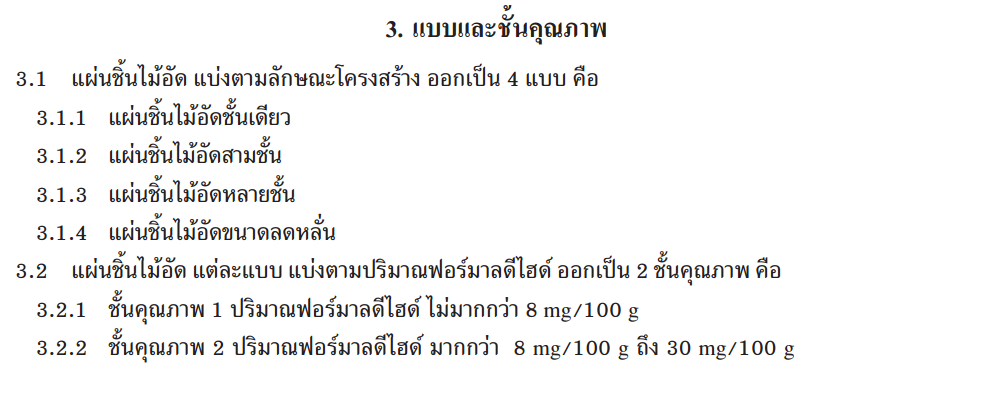 3. แบบและชั้นคุณภาพ
3.1 แผ่นชิ้นไม้อัด แบ่งตามลักษณะโครงสร้าง ออกเป็น 4 แบบ คือ
3.1.1 แผ่นชิ้นไม้อัดชั้นเดียว
3.1.2 แผ่นชิ้นไม้อัดสามชั้น
3.1.3 แผ่นชิ้นไม้อัดหลายชั้น
3.1.4 แผ่นชิ้นไม้อัดขนาดลดหลั่น
3.2 แผ่นชิ้นไม้อัด แต่ละแบบ แบ่งตามปริมาณฟอร์มาลดีไฮด์ ออกเป็น 2 ชั้นคุณภาพ คือ
3.2.1 ชั้นคุณภาพ 1 ปริมาณฟอร์มาลดีไฮด์ ไม่มากกว่า 8 mg/100 g
3.2.2 ชั้นคุณภาพ 2 ปริมาณฟอร์มาลดีไฮด์ มากกว่า 8 mg/100 g ถึง 30 mg/100 g